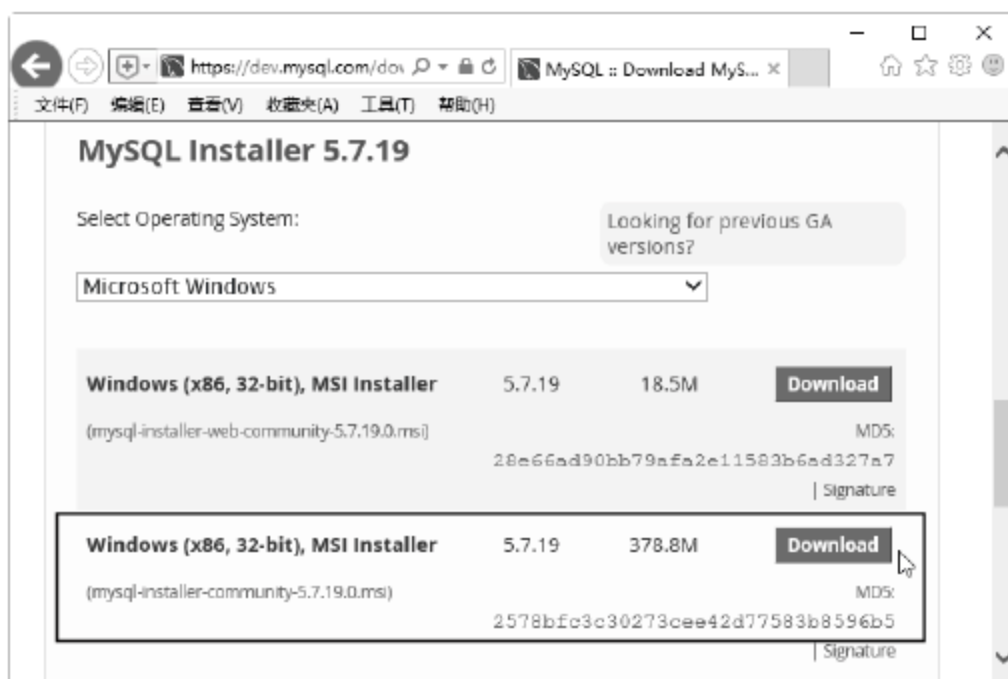 https://dev.mysql.com/dov
MySQL :: Download MyS...
文件(F) 编辑(E) 查看(V) 收藏夹(A) 工具(T) 帮助(H)
MySQL Installer 5.7.19
Select Operating System:
Looking for previous GA
versions?
Microsoft Windows
Windows (x86, 32-bit), MSI Installer 5.7.19 18.5M Download
(mysql-installer-web-community-5.7.19.0.msi) MD5:
28e66ad90bb79afa2e11583b6ad327a7
| Signature
Windows (x86, 32-bit), MSI Installer 5.7.19 378.8M Download
(mysql-installer-community-5.7.19.0.msi) MD5:
2578bfc3c30273cee42d77583b8596b5
| Signature